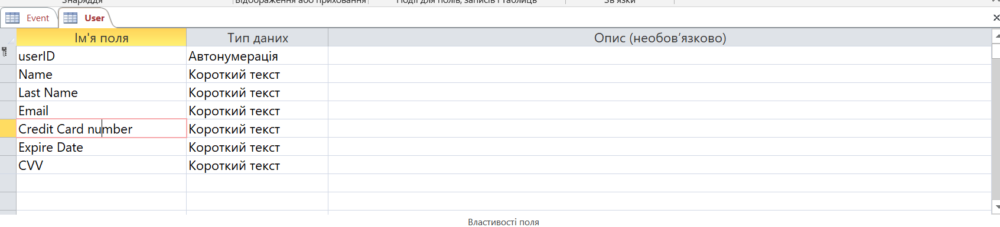 Знаряддя Відображення або приховання Події для полів, записів і таблиць Зв'язки
Event User
Ім'я поля Тип даних Опис (необов’язково)
userID Автонумерація
Name Короткий текст
Last Name Короткий текст
Email Короткий текст
Credit Card number Короткий текст
Expire Date Короткий текст
CVV Короткий текст
Властивості поля